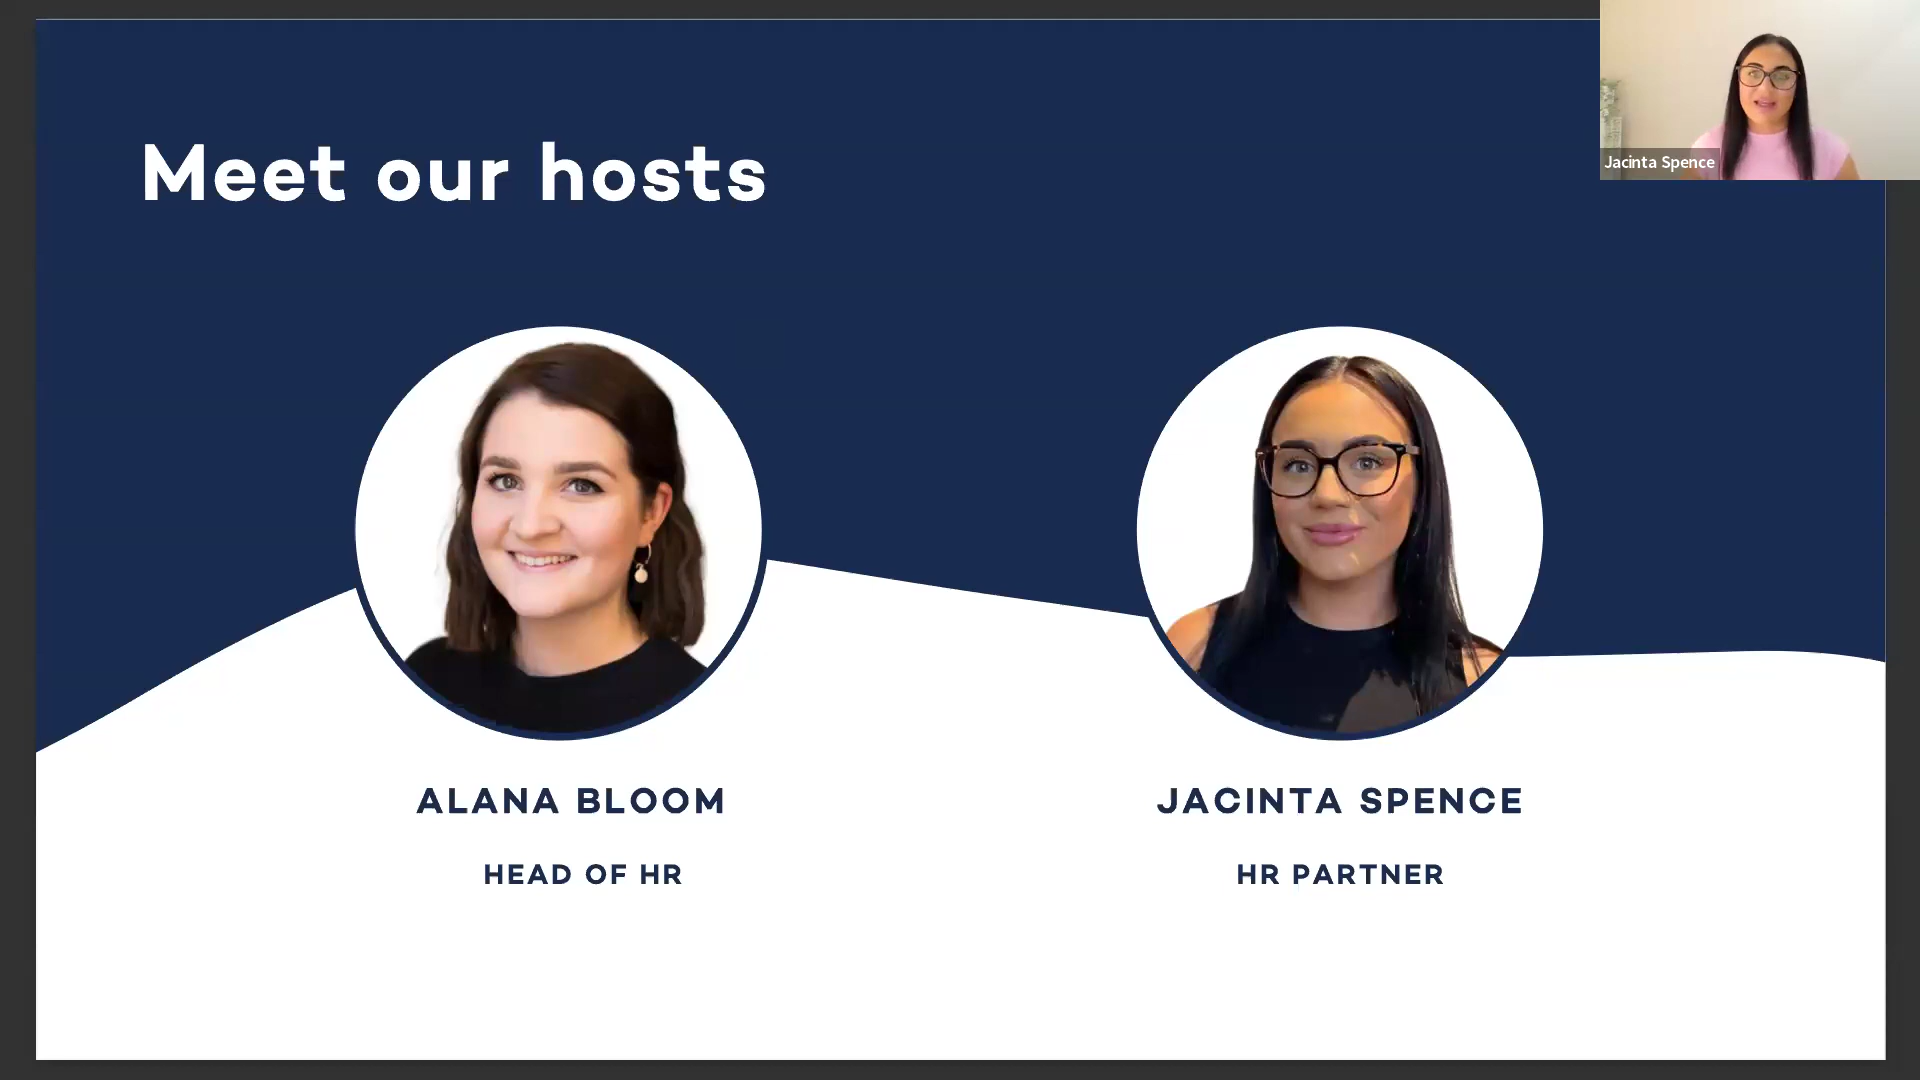 Meet our hosts
Jacinta Spence
ALANA BLOOM
HEAD OF HR
JACINTA SPENCE
HR PARTNER